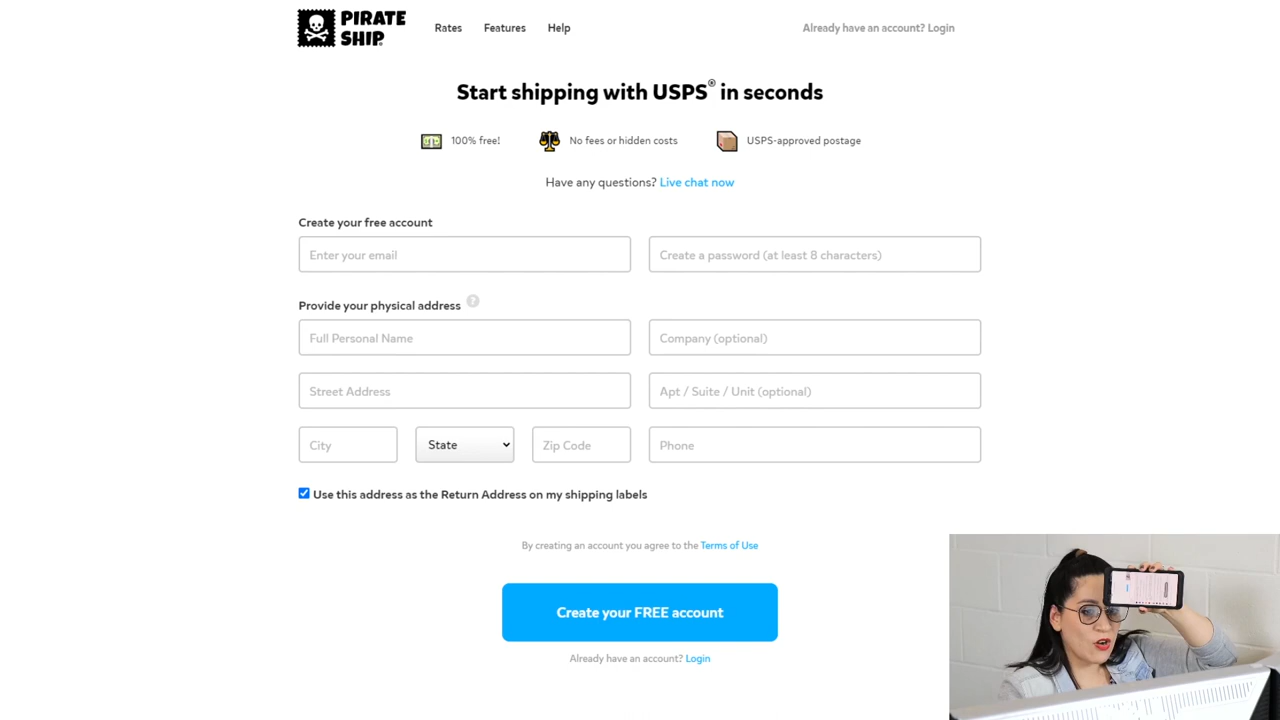 PIRATE
SHIP
Rates
Features
Help
Already have an account? Login
Start shipping with USPS® in seconds
100% free!
No fees or hidden costs
USPS-approved postage
Have any questions? Live chat now
Create your free account
Enter your email
Create a password (at least 8 characters)
Provide your physical address ?
Full Personal Name
Company (optional)
Street Address
Apt / Suite / Unit (optional)
City
State
Zip Code
Phone
Use this address as the Return Address on my shipping labels
By creating an account you agree to the Terms of Use
Create your FREE account
Already have an account? Login